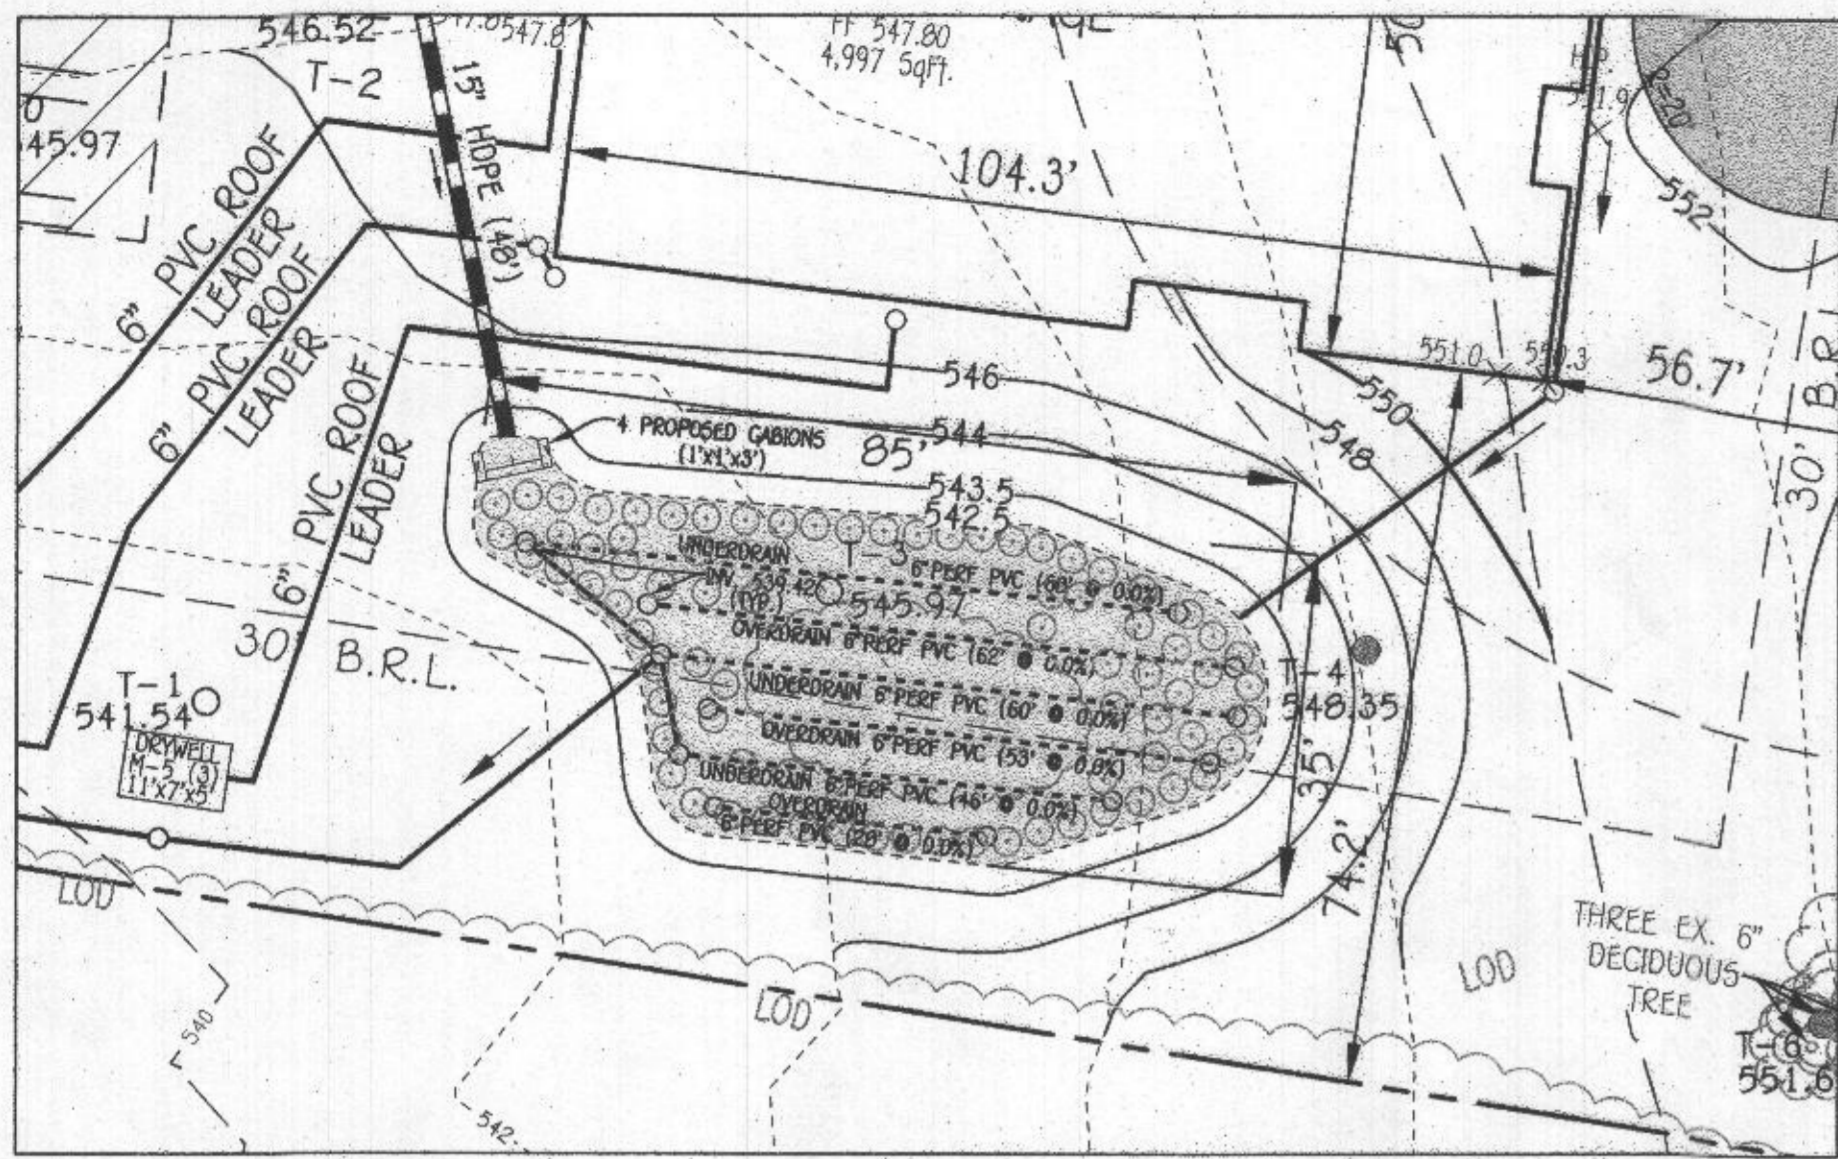 546.52
T-2
547.8
FF 547.80
4,997 SqFt.
45.97
15" HDPE (48')
104.3'
R-20
552
6" PVC ROOF
LEADER
6" PVC ROOF
LEADER
6" PVC ROOF
LEADER
546
551.0
56.7'
B.R.L
30'
550
548
4 PROPOSED GABIONS
(1'x1'x3')
85'
544
543.5
542.5
T-3
545.97
UNDERDRAIN
6" PERF PVC (68' @ 0.0%)
INV. 539.42
(TYP.)
OVERDRAIN 6" PERF PVC (62' @ 0.0%)
UNDERDRAIN 6" PERF PVC (60' @ 0.0%)
OVERDRAIN 6" PERF PVC (53' @ 0.0%)
UNDERDRAIN 6" PERF PVC (46' @ 0.0%)
OVERDRAIN
6" PERF PVC (28' @ 0.0%)
T-4
548.35
35'
74.2'
30'
B.R.L.
T-1
541.54
DRYWELL
M-5 (3)
11'x7'x5'
LOD
LOD
LOD
THREE EX. 6"
DECIDUOUS
TREE
T-6
551.6
540
542